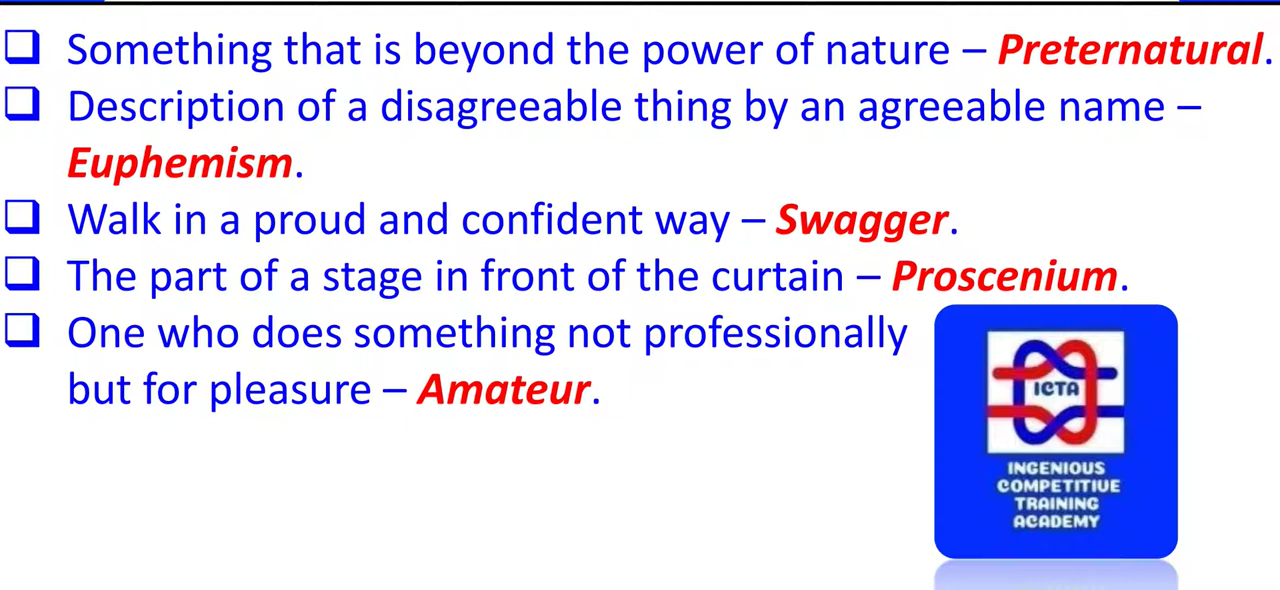 Something that is beyond the power of nature – Preternatural.
Description of a disagreeable thing by an agreeable name –
Euphemism.
Walk in a proud and confident way – Swagger.
The part of a stage in front of the curtain – Proscenium.
One who does something not professionally
but for pleasure – Amateur.
ICTA
INGENIOUS
COMPETITIVE
TRAINING
ACADEMY